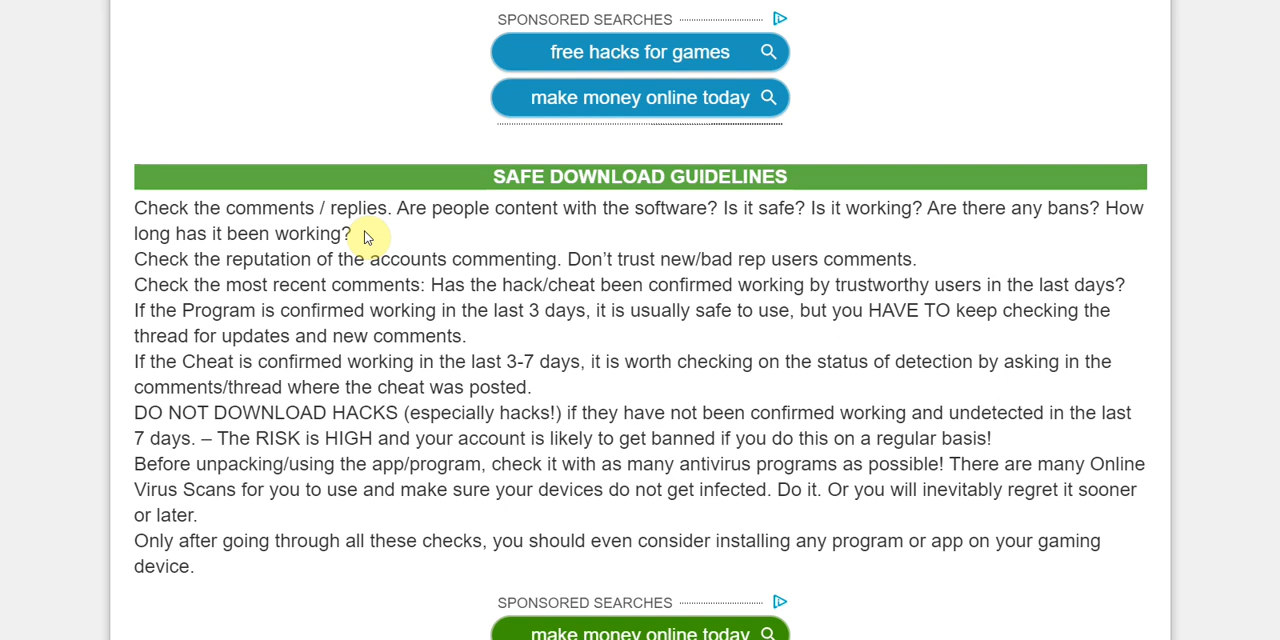 SPONSORED SEARCHES
free hacks for games
make money online today
SAFE DOWNLOAD GUIDELINES
Check the comments / replies. Are people content with the software? Is it safe? Is it working? Are there any bans? How
long has it been working?
Check the reputation of the accounts commenting. Don’t trust new/bad rep users comments.
Check the most recent comments: Has the hack/cheat been confirmed working by trustworthy users in the last days?
If the Program is confirmed working in the last 3 days, it is usually safe to use, but you HAVE TO keep checking the
thread for updates and new comments.
If the Cheat is confirmed working in the last 3-7 days, it is worth checking on the status of detection by asking in the
comments/thread where the cheat was posted.
DO NOT DOWNLOAD HACKS (especially hacks!) if they have not been confirmed working and undetected in the last
7 days. – The RISK is HIGH and your account is likely to get banned if you do this on a regular basis!
Before unpacking/using the app/program, check it with as many antivirus programs as possible! There are many Online
Virus Scans for you to use and make sure your devices do not get infected. Do it. Or you will inevitably regret it sooner
or later.
Only after going through all these checks, you should even consider installing any program or app on your gaming
device.
SPONSORED SEARCHES
make money online today